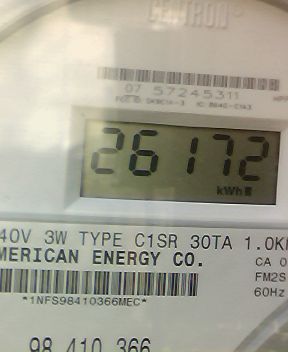 CENTRON®
07 57245311
26172
kWh
40V 3W TYPE C1SR 30TA 1.0K
MERICAN ENERGY CO.
CA 0
FM2S
60Hz
*1NFS98410366MEC*
98 410 366